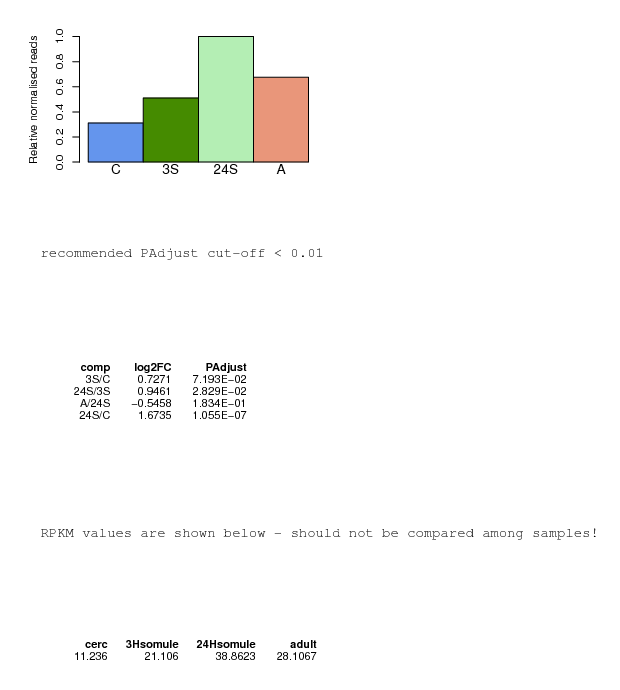 Relative normalised reads
1.0
0.8
0.6
0.4
0.2
0.0
C 3S 24S A
recommended PAdjust cut-off < 0.01
comp log2FC PAdjust
3S/C 0.7271 7.193E-02
24S/3S 0.9461 2.829E-02
A/24S -0.5458 1.834E-01
24S/C 1.6735 1.055E-07
RPKM values are shown below - should not be compared among samples!
cerc 3Hsomule 24Hsomule adult
11.236 21.106 38.8623 28.1067